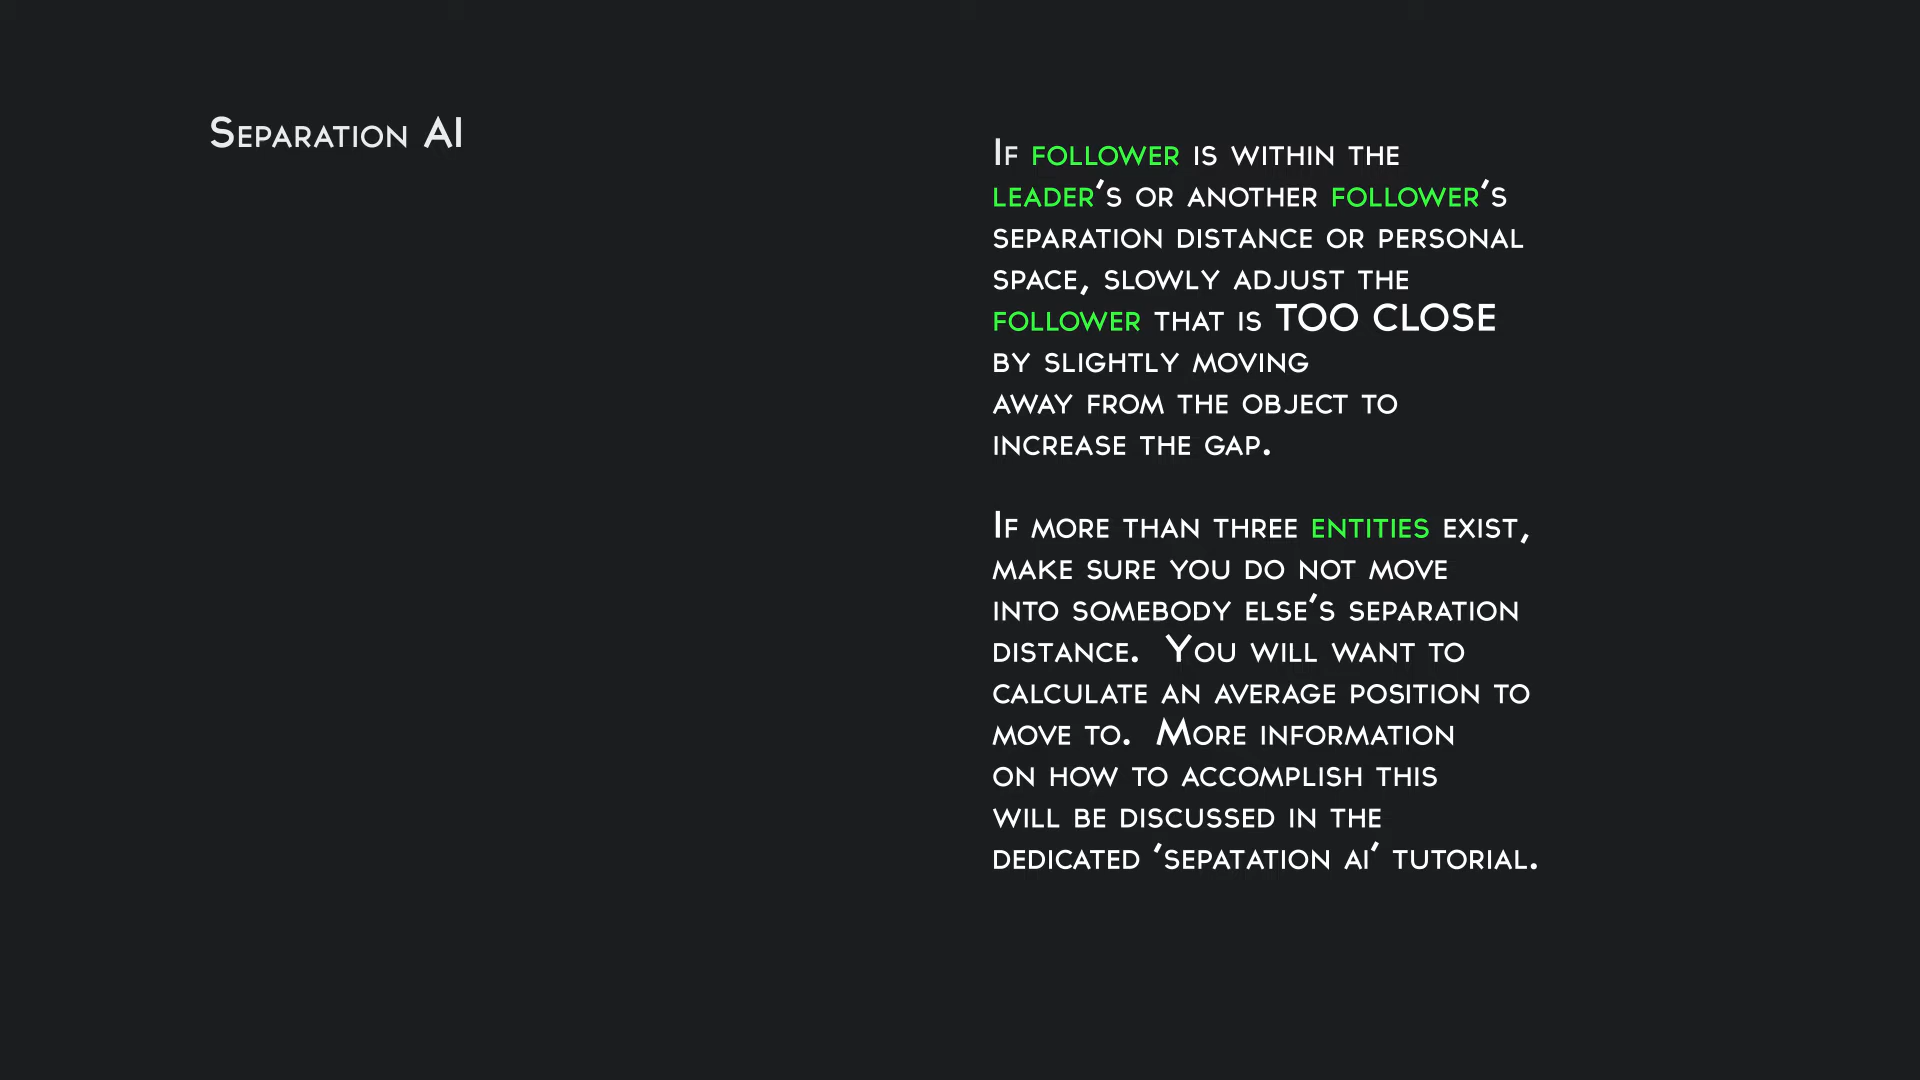 Separation AI
If follower is within the
leader's or another follower's
separation distance or personal
space, slowly adjust the
follower that is TOO CLOSE
by slightly moving
away from the object to
increase the gap.
If more than three entities exist,
make sure you do not move
into somebody else's separation
distance.  You will want to
calculate an average position to
move to.  More information
on how to accomplish this
will be discussed in the
dedicated 'sepatation ai' tutorial.